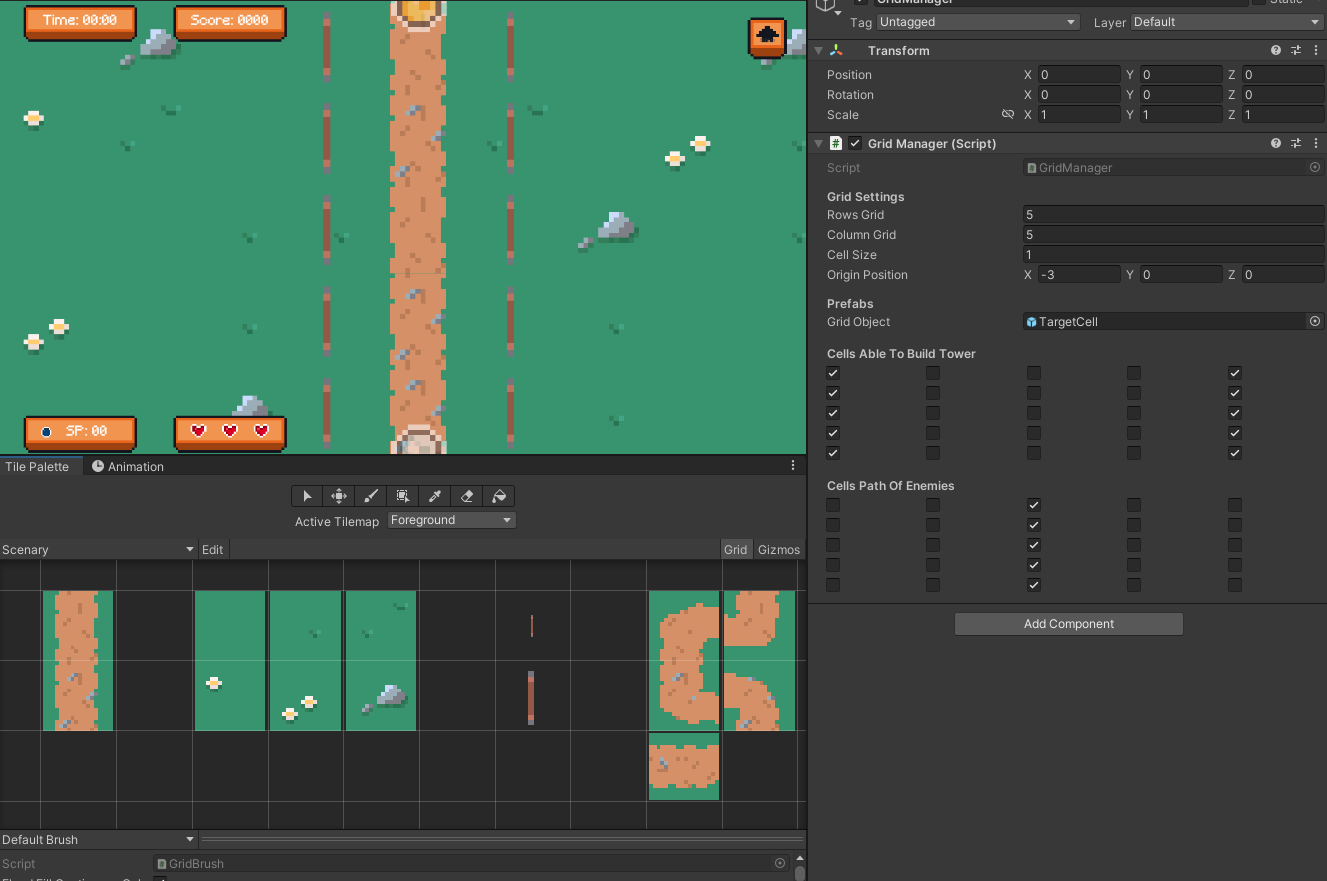 GridManager
Static
Time: 00:00
Score: 0000
Tag
Untagged
Layer
Default
Transform
Position
X
0
Y
0
Z
0
Rotation
X
0
Y
0
Z
0
Scale
X
1
Y
1
Z
1
#
Grid Manager (Script)
Script
GridManager
Grid Settings
Rows Grid
5
Column Grid
5
Cell Size
1
Origin Position
X
-3
Y
0
Z
0
Prefabs
Grid Object
TargetCell
Cells Able To Build Tower
Cells Path Of Enemies
Add Component
SP: 00
Tile Palette
Animation
Active Tilemap
Foreground
Scenary
Edit
Grid
Gizmos
Default Brush
Script
GridBrush